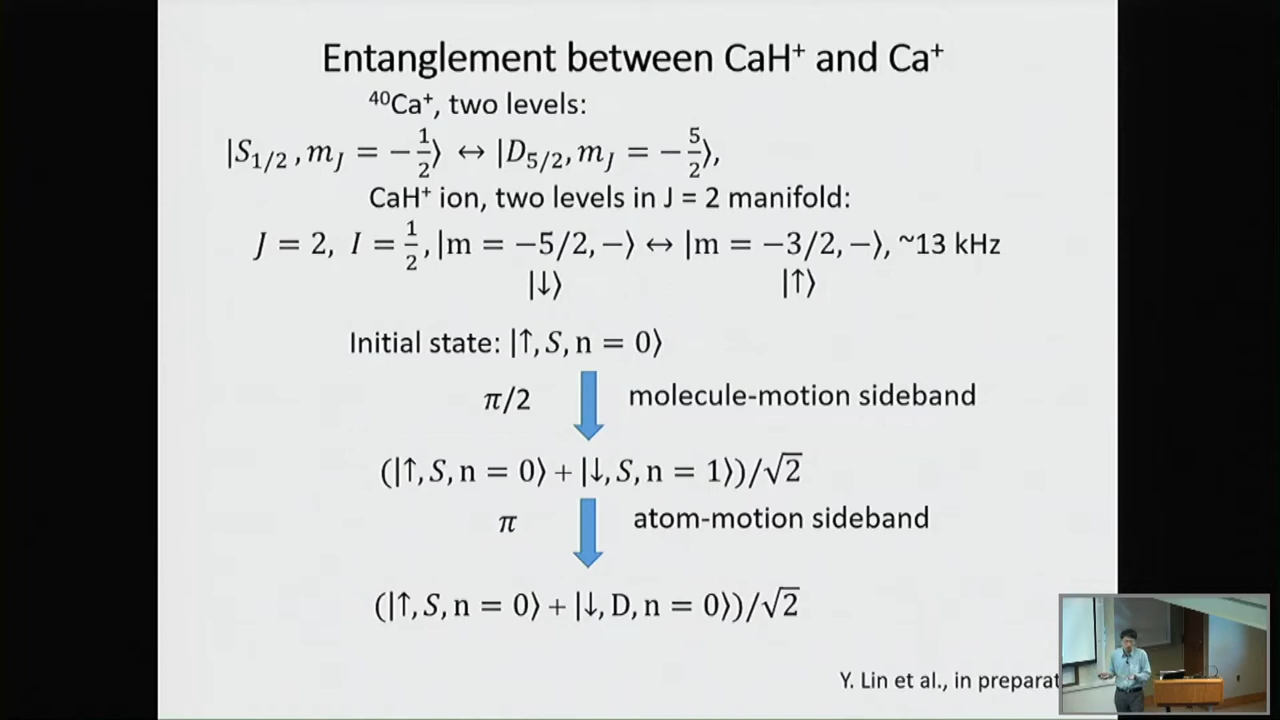 Entanglement between CaH⁺ and Ca⁺
⁴⁰Ca⁺, two levels:
|S₁/₂, m_J = −1/2⟩ ↔ |D₅/₂, m_J = −5/2⟩,
CaH⁺ ion, two levels in J = 2 manifold:
J = 2, I = 1/2, |m = −5/2, −⟩ ↔ |m = −3/2, −⟩, ~13 kHz
|↓⟩ |↑⟩
Initial state: |↑, S, n = 0⟩
π/2 molecule-motion sideband
(|↑, S, n = 0⟩ + |↓, S, n = 1⟩)/√2
π atom-motion sideband
(|↑, S, n = 0⟩ + |↓, D, n = 0⟩)/√2
Y. Lin et al., in preparat